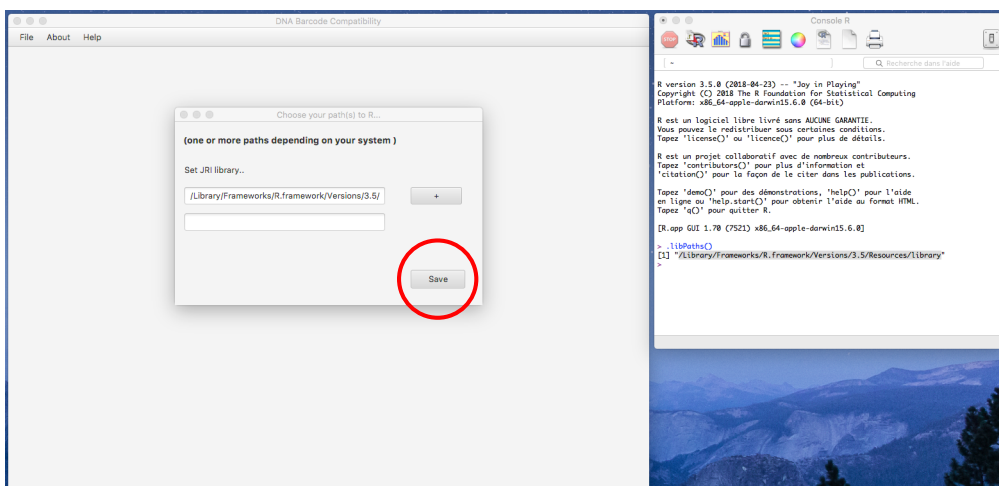 DNA Barcode Compatibility
File About Help
Choose your path(s) to R...
(one or more paths depending on your system )
Set JRI library..
/Library/Frameworks/R.framework/Versions/3.5/
+
Save
Console R
STOP
~
Recherche dans l'aide
R version 3.5.0 (2018-04-23) -- "Joy in Playing"
Copyright (C) 2018 The R Foundation for Statistical Computing
Platform: x86_64-apple-darwin15.6.0 (64-bit)
R est un logiciel libre livré sans AUCUNE GARANTIE.
Vous pouvez le redistribuer sous certaines conditions.
Tapez 'license()' ou 'licence()' pour plus de détails.
R est un projet collaboratif avec de nombreux contributeurs.
Tapez 'contributors()' pour plus d'information et
'citation()' pour la façon de le citer dans les publications.
Tapez 'demo()' pour des démonstrations, 'help()' pour l'aide
en ligne ou 'help.start()' pour obtenir l'aide au format HTML.
Tapez 'q()' pour quitter R.
[R.app GUI 1.70 (7521) x86_64-apple-darwin15.6.0]
> .libPaths()
[1] "/Library/Frameworks/R.framework/Versions/3.5/Resources/library"
>